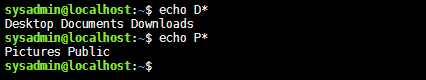 sysadmin@localhost:~$ echo D*
Desktop Documents Downloads
sysadmin@localhost:~$ echo P*
Pictures Public
sysadmin@localhost:~$